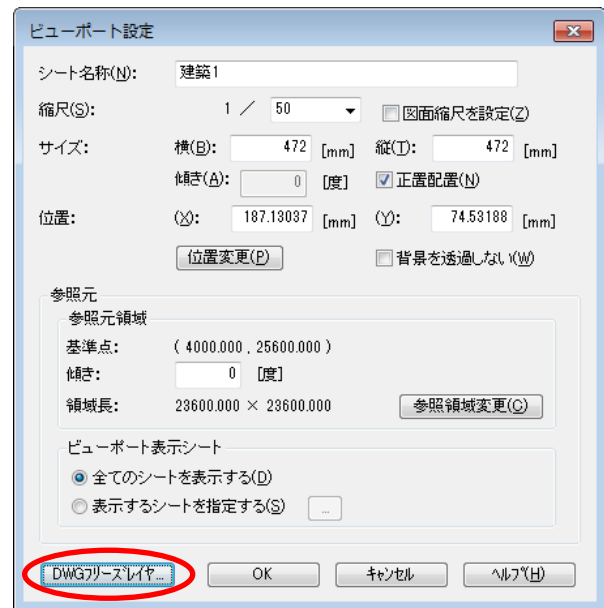 ビューポート設定
シート名称(N): 建築1
縮尺(S): 1 ／ 50 図面縮尺を設定(Z)
サイズ: 横(B): 472 [mm] 縦(T): 472 [mm]
傾き(A): 0 [度] 正置配置(N)
位置: (X): 187.13037 [mm] (Y): 74.53188 [mm]
位置変更(P) 背景を透過しない(W)
参照元
参照元領域
基準点: ( 4000.000 , 25600.000 )
傾き: 0 [度]
領域長: 23600.000 × 23600.000 参照領域変更(C)
ビューポート表示シート
全てのシートを表示する(D)
表示するシートを指定する(S) ...
DWGﾌﾘｰｽﾞﾚｲﾔ... OK ｷｬﾝｾﾙ ﾍﾙﾌﾟ(H)